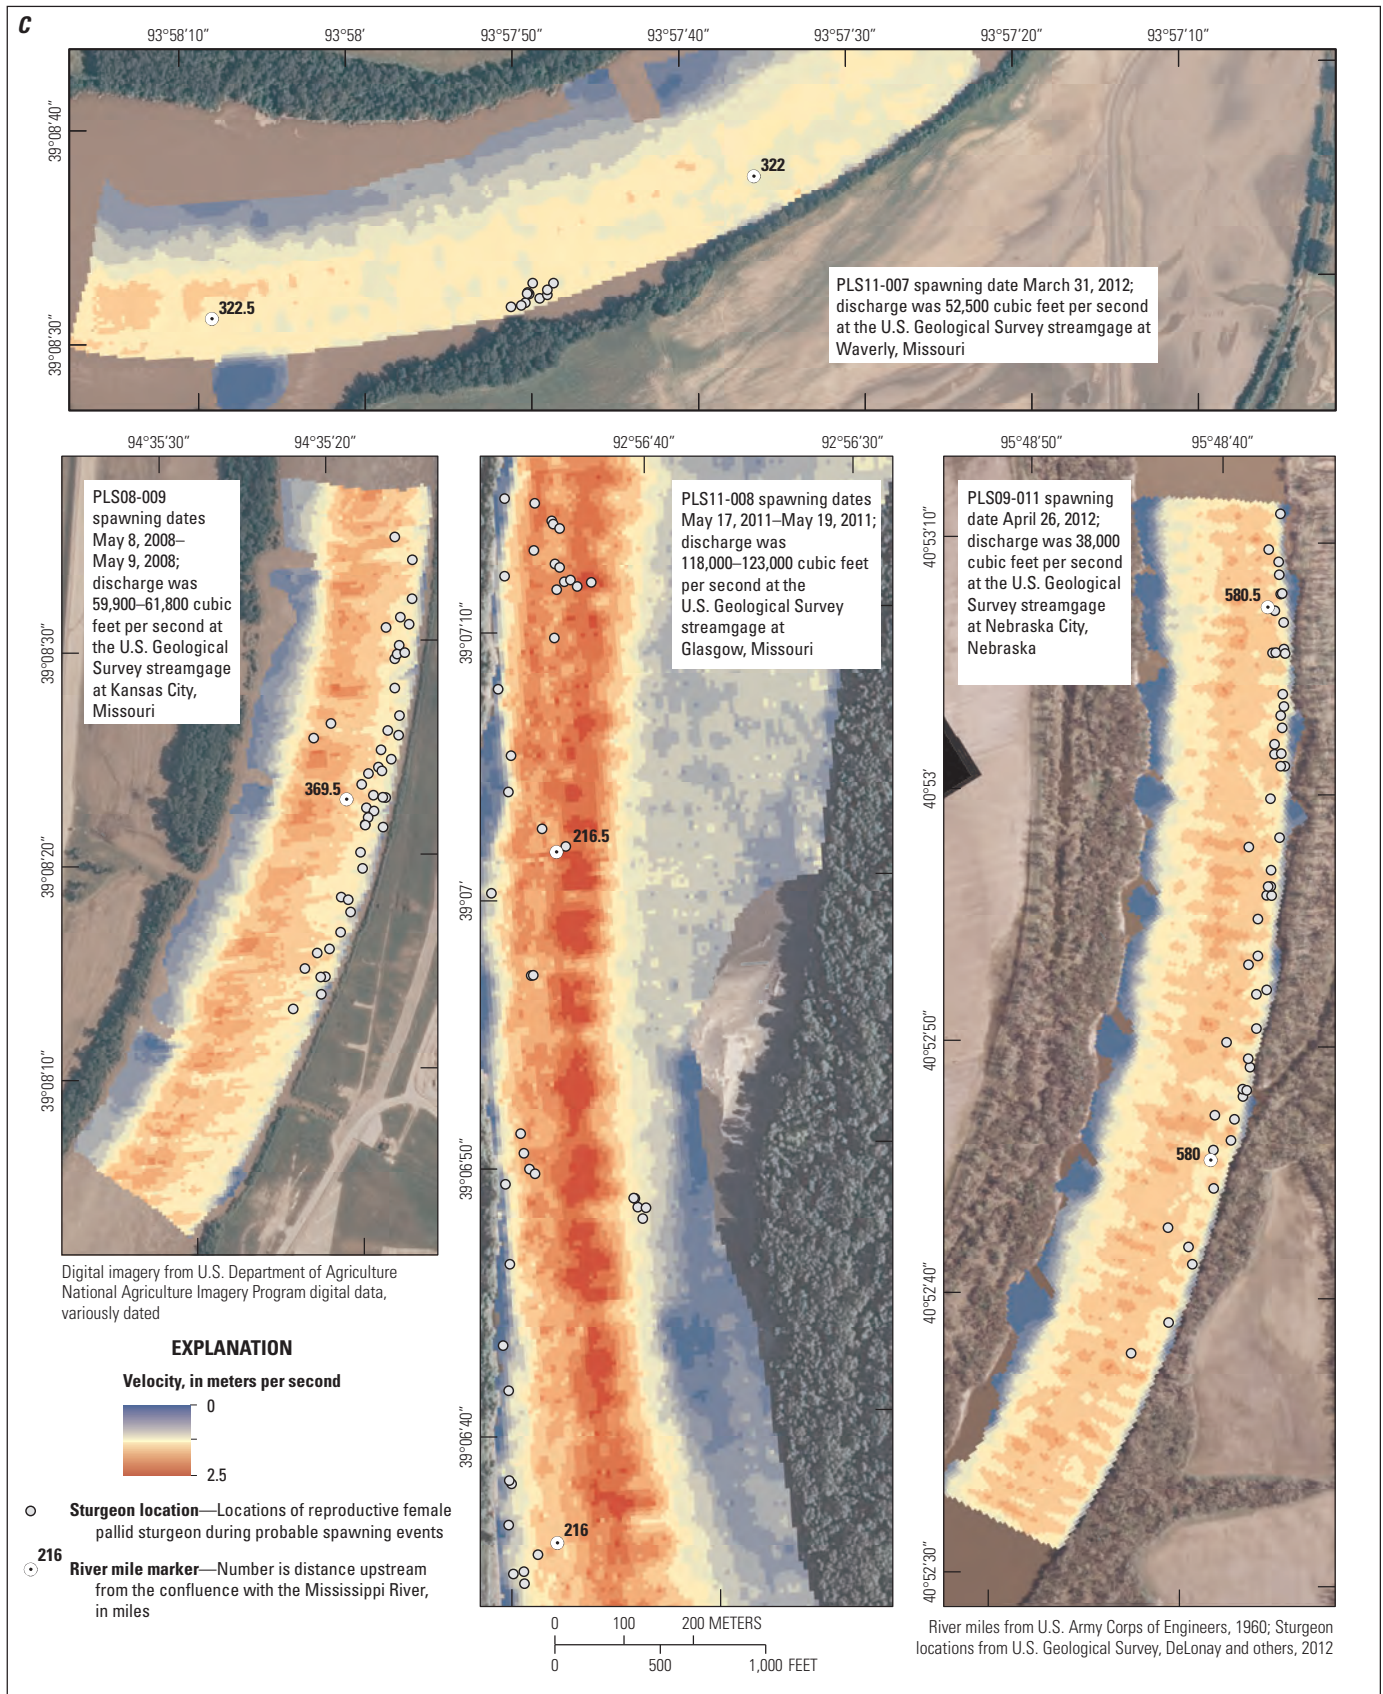 C
93°58’10” 93°58’ 93°57’50” 93°57’40” 93°57’30” 93°57’20” 93°57’10”
39°08’40”
39°08’30”
322
322.5
PLS11-007 spawning date March 31, 2012;
discharge was 52,500 cubic feet per second
at the U.S. Geological Survey streamgage at
Waverly, Missouri
94°35’30” 94°35’20”
39°08’30”
39°08’20”
39°08’10”
PLS08-009
spawning dates
May 8, 2008–
May 9, 2008;
discharge was
59,900–61,800 cubic
feet per second at
the U.S. Geological
Survey streamgage
at Kansas City,
Missouri
369.5
92°56’40” 92°56’30”
39°07’10”
39°07’
39°06’50”
39°06’40”
PLS11-008 spawning dates
May 17, 2011–May 19, 2011;
discharge was
118,000–123,000 cubic feet
per second at the
U.S. Geological Survey
streamgage at
Glasgow, Missouri
216.5
216
95°48’50” 95°48’40”
40°53’10”
40°53’
40°52’50”
40°52’40”
40°52’30”
PLS09-011 spawning
date April 26, 2012;
discharge was 38,000
cubic feet per second
at the U.S. Geological
Survey streamgage
at Nebraska City,
Nebraska
580.5
580
Digital imagery from U.S. Department of Agriculture
National Agriculture Imagery Program digital data,
variously dated
EXPLANATION
Velocity, in meters per second
0
2.5
Sturgeon location—Locations of reproductive female
pallid sturgeon during probable spawning events
216
River mile marker—Number is distance upstream
from the confluence with the Mississippi River,
in miles
0 100 200 METERS
0 500 1,000 FEET
River miles from U.S. Army Corps of Engineers, 1960; Sturgeon
locations from U.S. Geological Survey, DeLonay and others, 2012